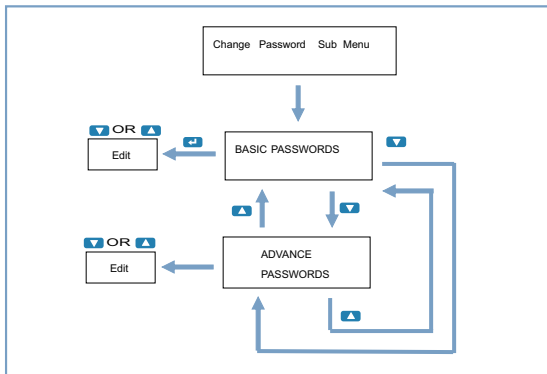 Change Password Sub Menu
OR
Edit
BASIC PASSWORDS
OR
Edit
ADVANCE
PASSWORDS